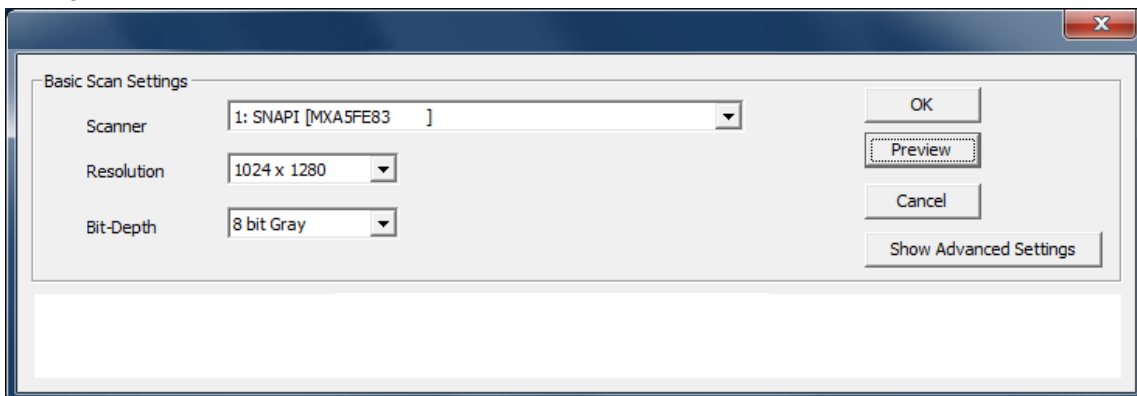 X
Basic Scan Settings
Scanner
1: SNAPI [MXA5FE83      ]
OK
Resolution
1024 x 1280
Preview
Bit-Depth
8 bit Gray
Cancel
Show Advanced Settings